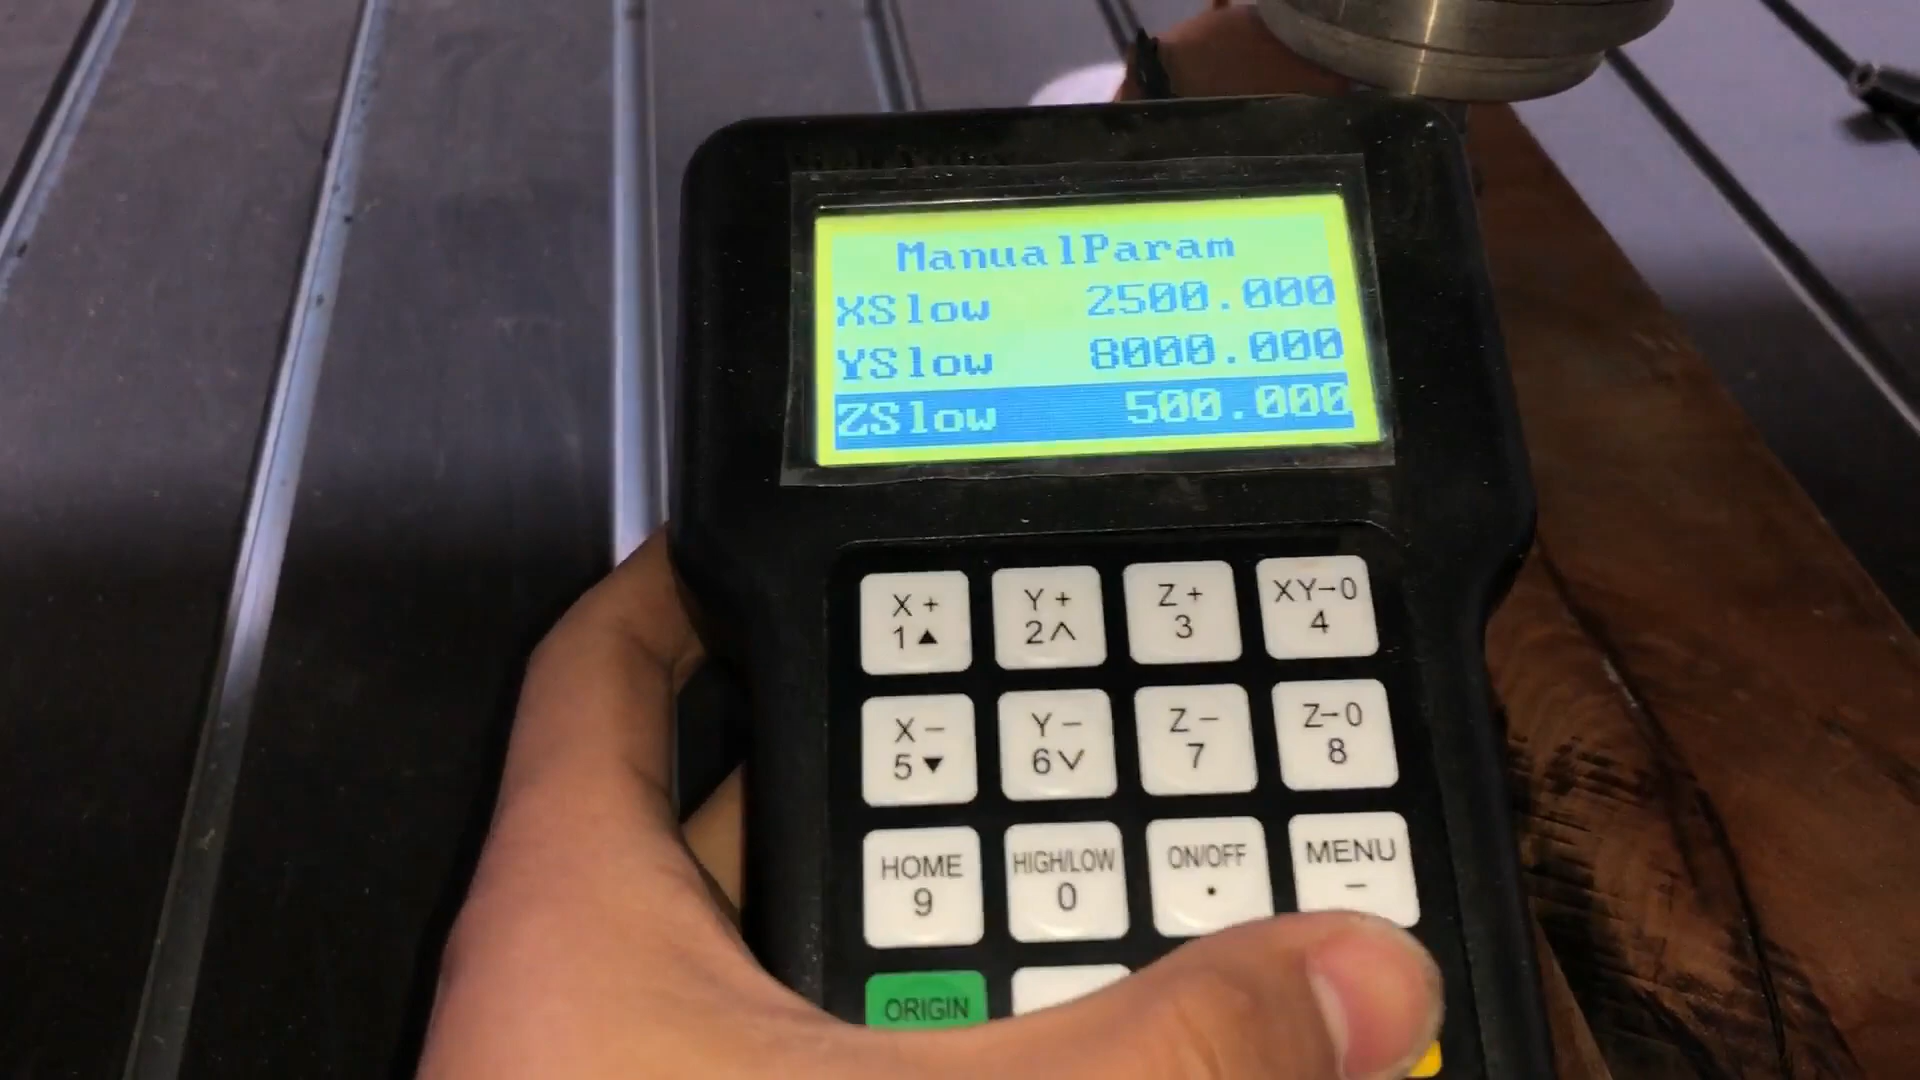 ManualParam
XSlow 2500.000
YSlow 8000.000
ZSlow 500.000
X+ Y+ Z+ XY→0
1▲ 2∧ 3 4
X− Y− Z− Z→0
5▼ 6∨ 7 8
HOME HIGH/LOW ON/OFF MENU
9 0 • −
ORIGIN